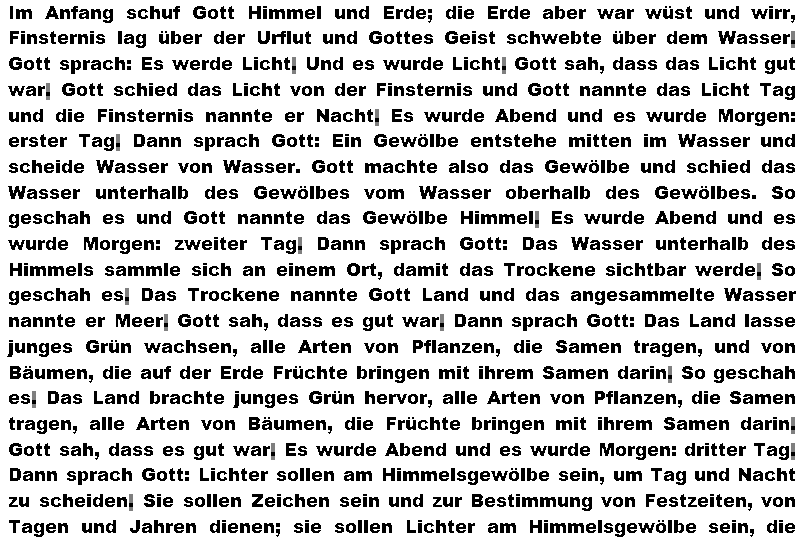 Im Anfang schuf Gott Himmel und Erde; die Erde aber war wüst und wirr,
Finsternis lag über der Urflut und Gottes Geist schwebte über dem Wasser.
Gott sprach: Es werde Licht. Und es wurde Licht. Gott sah, dass das Licht gut
war. Gott schied das Licht von der Finsternis und Gott nannte das Licht Tag
und die Finsternis nannte er Nacht. Es wurde Abend und es wurde Morgen:
erster Tag. Dann sprach Gott: Ein Gewölbe entstehe mitten im Wasser und
scheide Wasser von Wasser. Gott machte also das Gewölbe und schied das
Wasser unterhalb des Gewölbes vom Wasser oberhalb des Gewölbes. So
geschah es und Gott nannte das Gewölbe Himmel. Es wurde Abend und es
wurde Morgen: zweiter Tag. Dann sprach Gott: Das Wasser unterhalb des
Himmels sammle sich an einem Ort, damit das Trockene sichtbar werde. So
geschah es. Das Trockene nannte Gott Land und das angesammelte Wasser
nannte er Meer. Gott sah, dass es gut war. Dann sprach Gott: Das Land lasse
junges Grün wachsen, alle Arten von Pflanzen, die Samen tragen, und von
Bäumen, die auf der Erde Früchte bringen mit ihrem Samen darin. So geschah
es. Das Land brachte junges Grün hervor, alle Arten von Pflanzen, die Samen
tragen, alle Arten von Bäumen, die Früchte bringen mit ihrem Samen darin.
Gott sah, dass es gut war. Es wurde Abend und es wurde Morgen: dritter Tag.
Dann sprach Gott: Lichter sollen am Himmelsgewölbe sein, um Tag und Nacht
zu scheiden. Sie sollen Zeichen sein und zur Bestimmung von Festzeiten, von
Tagen und Jahren dienen; sie sollen Lichter am Himmelsgewölbe sein, die